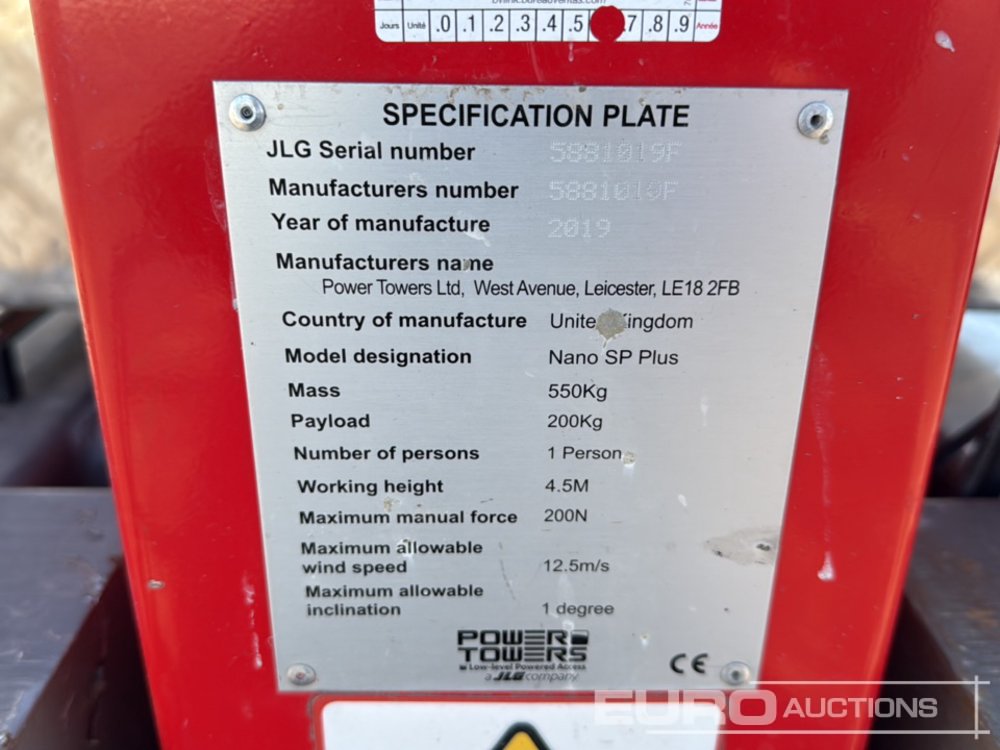 Jours Unité .0 .1 .2 .3 .4 .5 .7 .8 .9 Année
SPECIFICATION PLATE
JLG Serial number 5881019F
Manufacturers number 5881019F
Year of manufacture 2019
Manufacturers name
Power Towers Ltd, West Avenue, Leicester, LE18 2FB
Country of manufacture United Kingdom
Model designation Nano SP Plus
Mass 550Kg
Payload 200Kg
Number of persons 1 Person
Working height 4.5M
Maximum manual force 200N
Maximum allowable
wind speed 12.5m/s
Maximum allowable
inclination 1 degree
POWER
TOWERS
Low-level Powered Access
a JLG company
CE
EURO AUCTIONS